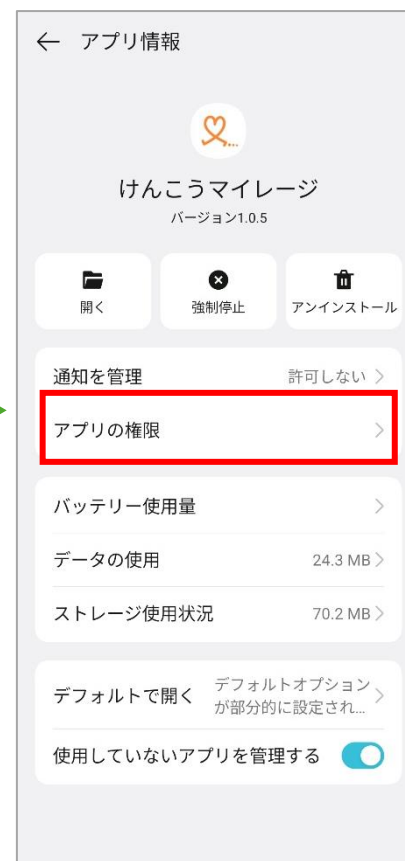 ← アプリ情報
けんこうマイレージ
バージョン1.0.5
開く 強制停止 アンインストール
通知を管理 許可しない >
アプリの権限 >
バッテリー使用量 >
データの使用 24.3 MB >
ストレージ使用状況 70.2 MB >
デフォルトで開く デフォルトオプション
が部分的に設定され... >
使用していないアプリを管理する